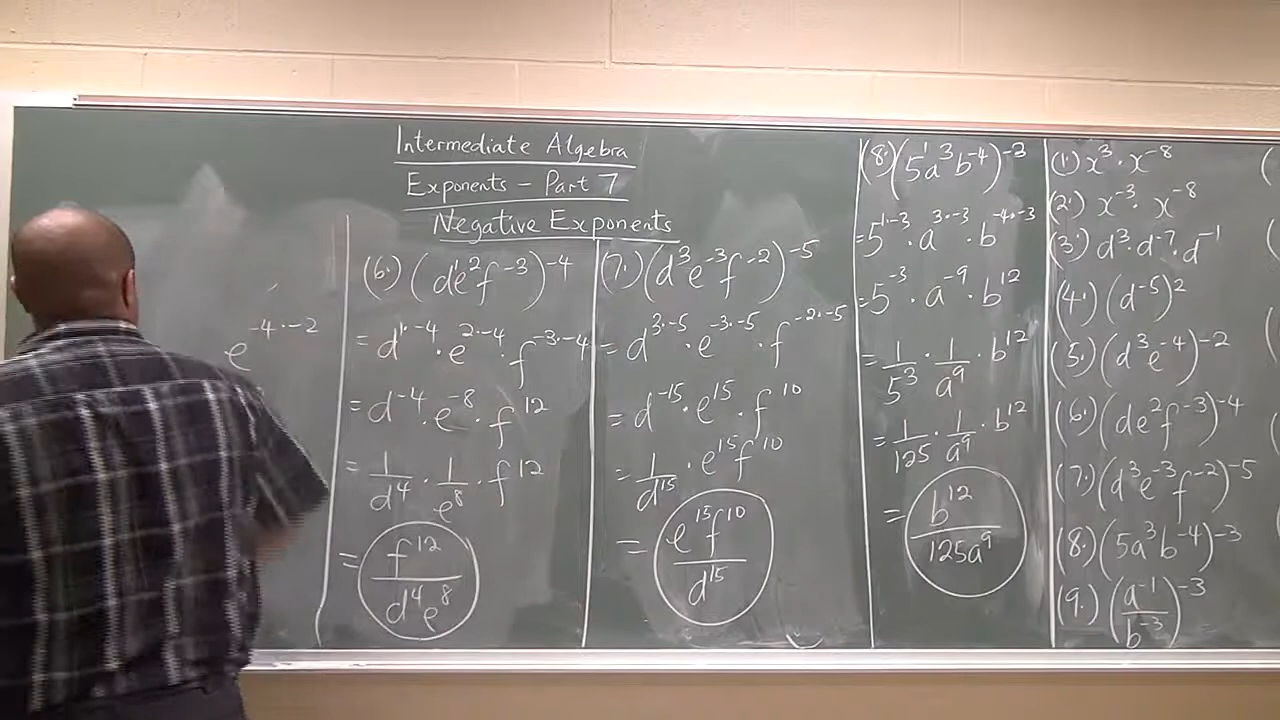 Intermediate Algebra
Exponents – Part 7
Negative Exponents
e^{-4·-2}
(6.) (d^1e^2f^{-3})^{-4}
= d^{1·-4}·e^{2·-4}·f^{-3·-4}
= d^{-4}·e^{-8}·f^{12}
= 1/d^4 · 1/e^8 · f^{12}
= f^{12}/d^4e^8
(7.) (d^3e^{-3}f^{-2})^{-5}
= d^{3·-5}·e^{-3·-5}·f^{-2·-5}
= d^{-15}·e^{15}·f^{10}
= 1/d^{15} · e^{15}f^{10}
= e^{15}f^{10}/d^{15}
(8.) (5^1a^3b^{-4})^{-3}
= 5^{1·-3}·a^{3·-3}·b^{-4·-3}
= 5^{-3}·a^{-9}·b^{12}
= 1/5^3 · 1/a^9 · b^{12}
= 1/125 · 1/a^9 · b^{12}
= b^{12}/125a^9
(1.) x^3·x^{-8}
(2.) x^{-3}·x^{-8}
(3.) d^3·d^{-7}·d^{-1}
(4.) (d^{-5})^2
(5.) (d^3e^{-4})^{-2}
(6.) (de^2f^{-3})^{-4}
(7.) (d^3e^{-3}f^{-2})^{-5}
(8.) (5a^3b^{-4})^{-3}
(9.) (a^{-1}/b^{-3})^{-3}